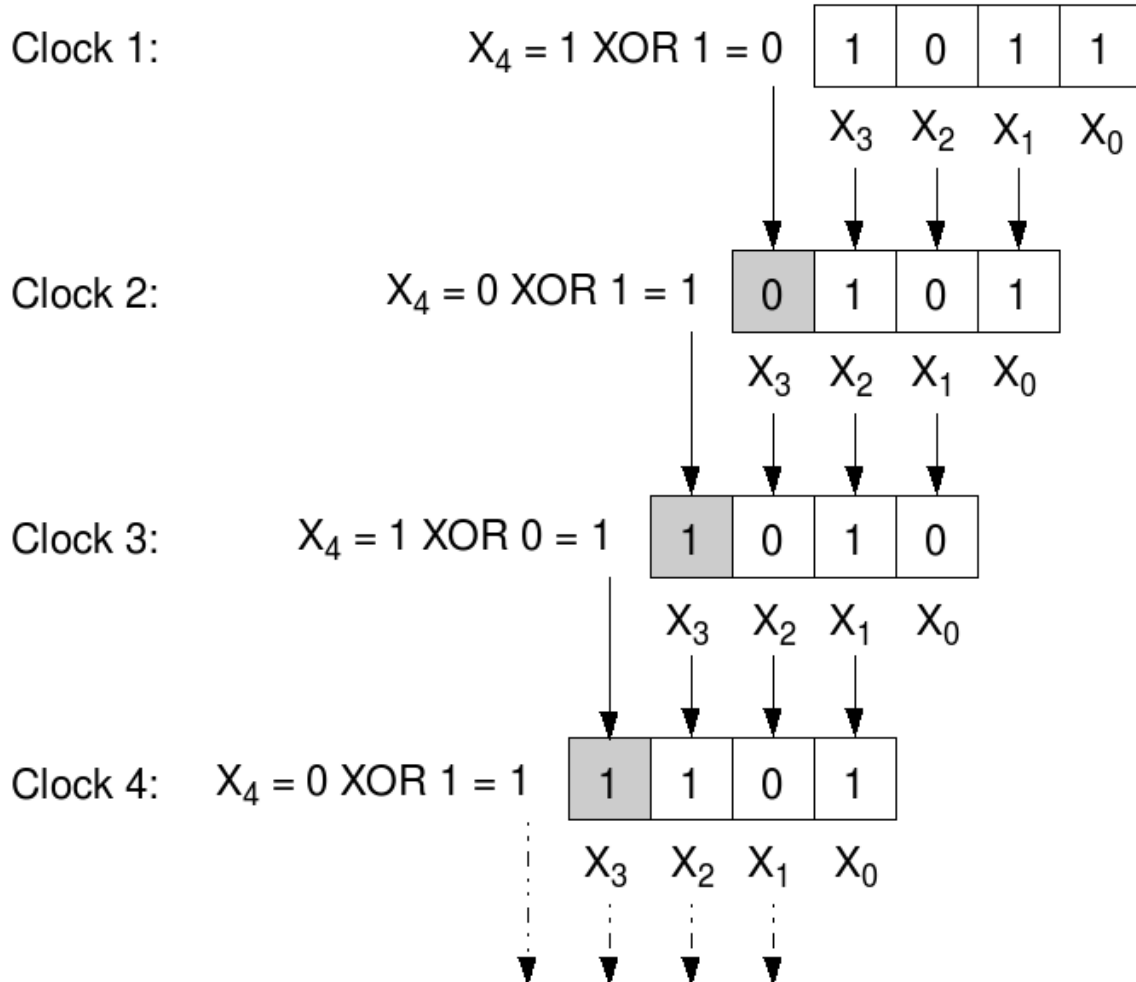 Clock 1: X₄ = 1 XOR 1 = 0 1 0 1 1
X₃ X₂ X₁ X₀
Clock 2: X₄ = 0 XOR 1 = 1 0 1 0 1
X₃ X₂ X₁ X₀
Clock 3: X₄ = 1 XOR 0 = 1 1 0 1 0
X₃ X₂ X₁ X₀
Clock 4: X₄ = 0 XOR 1 = 1 1 1 0 1
X₃ X₂ X₁ X₀